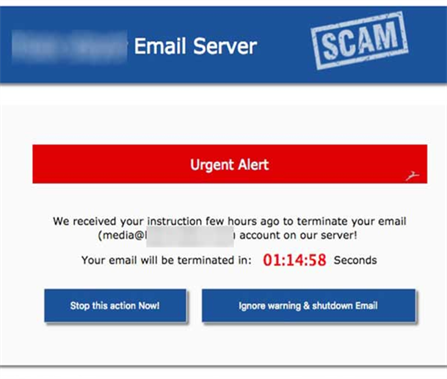 Email Server
SCAM
Urgent Alert
We received your instruction few hours ago to terminate your email
(media@ ) account on our server!
Your email will be terminated in: 01:14:58 Seconds
Stop this action Now!
Ignore warning & shutdown Email